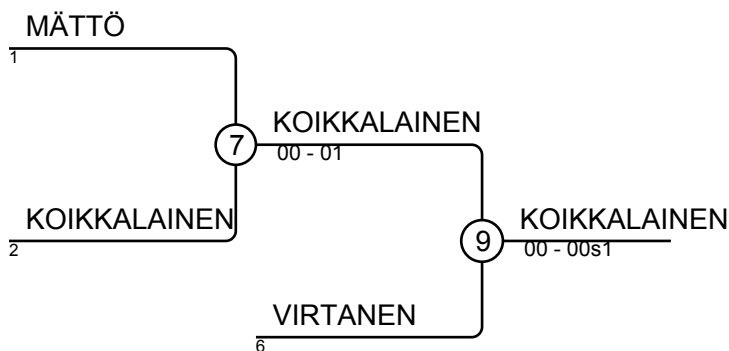 MÄTTÖ
1
KOIKKALAINEN
7
00 - 01
KOIKKALAINEN
2
KOIKKALAINEN
9
00 - 00s1
VIRTANEN
6